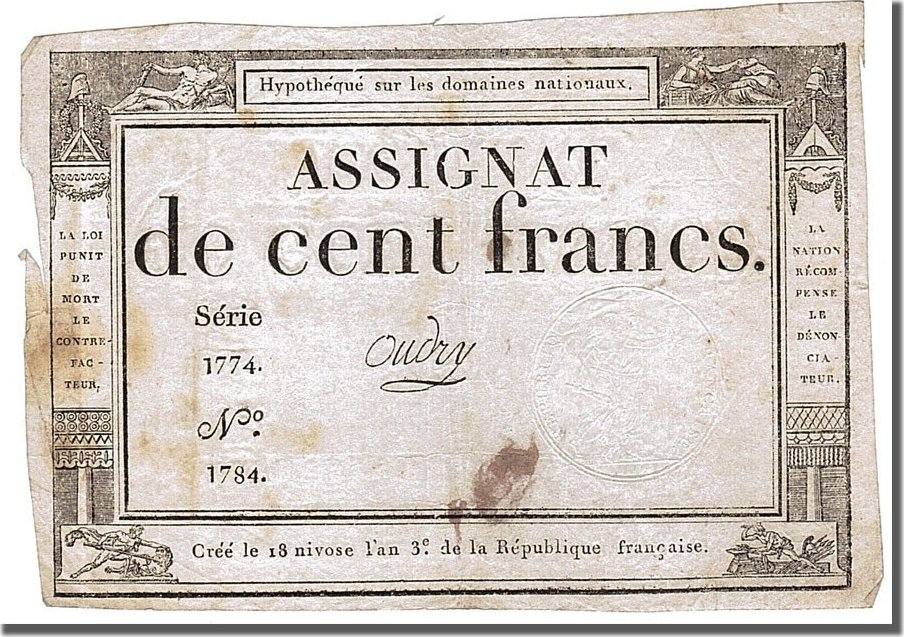 Hypothéqué sur les domaines nationaux.
ASSIGNAT
de cent francs.
LA LOI
PUNIT
DE
MORT
LE
CONTRE-
FAC-
TEUR.
Série
1774.
Nº.
1784.
Oudry
LA
NATION
RÉCOM-
PENSE
LE
DÉNON-
CIA-
TEUR.
Créé le 18 nivose l'an 3e. de la République française.